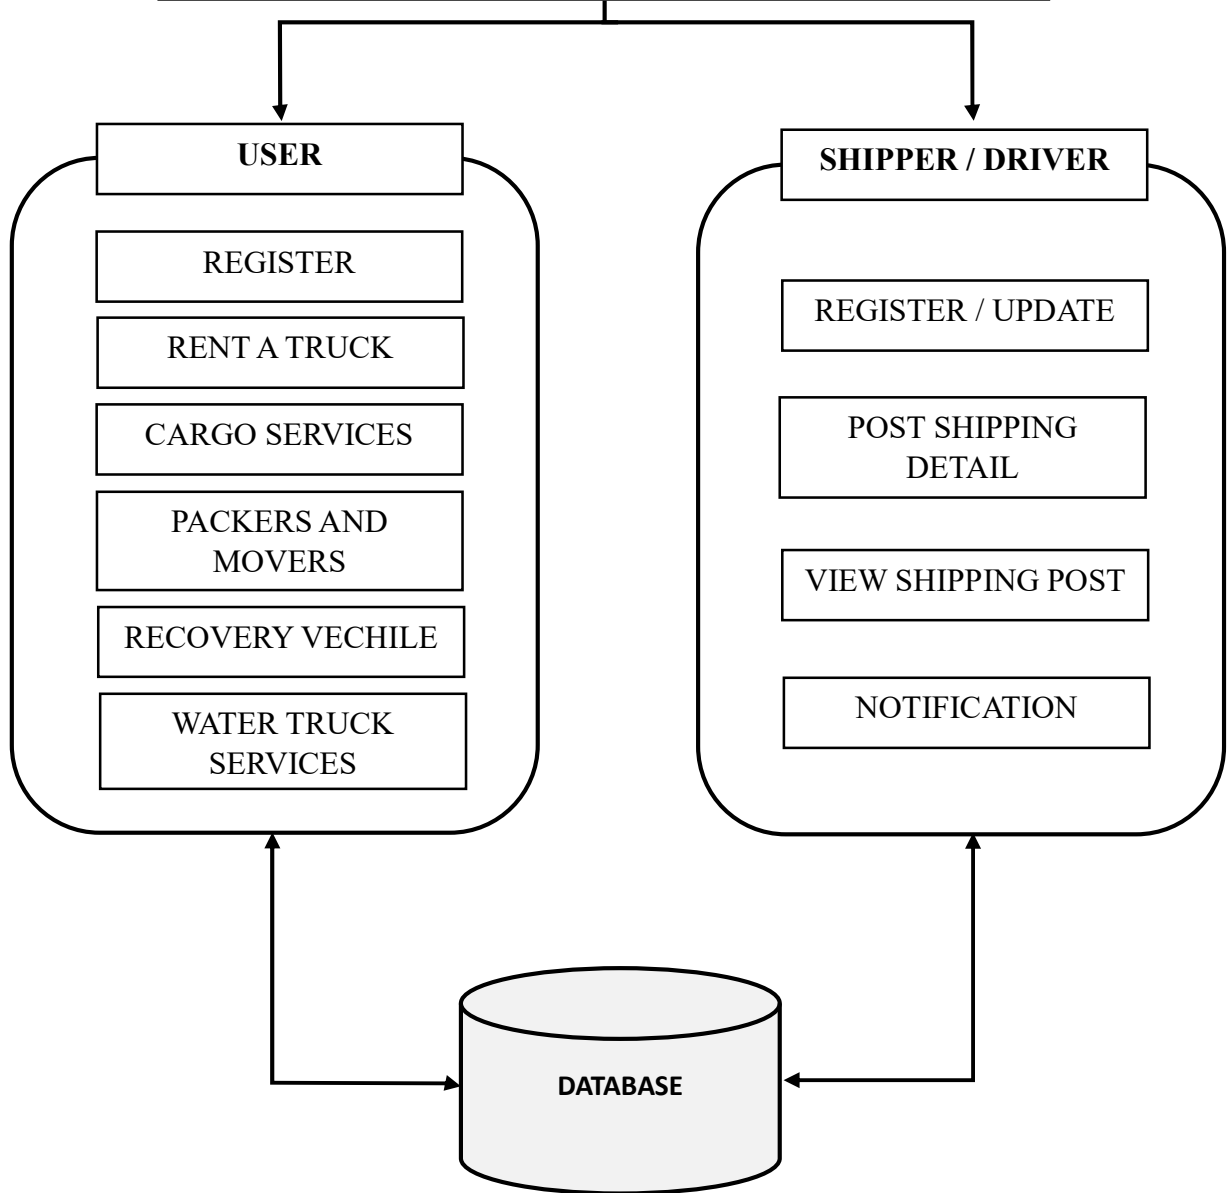 USER
REGISTER
RENT A TRUCK
CARGO SERVICES
PACKERS AND
MOVERS
RECOVERY VECHILE
WATER TRUCK
SERVICES
SHIPPER / DRIVER
REGISTER / UPDATE
POST SHIPPING
DETAIL
VIEW SHIPPING POST
NOTIFICATION
DATABASE